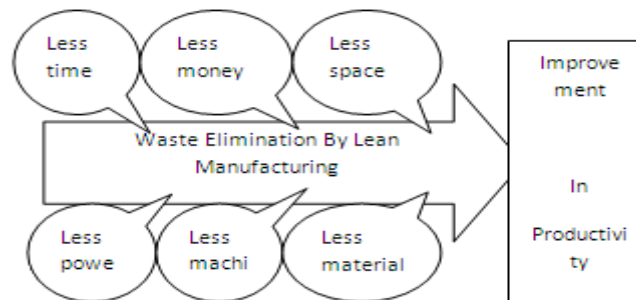 Less
time
Less
money
Less
space
Waste Elimination By Lean
Manufacturing
Less
powe
Less
machi
Less
material
Improve
ment
In
Productivi
ty